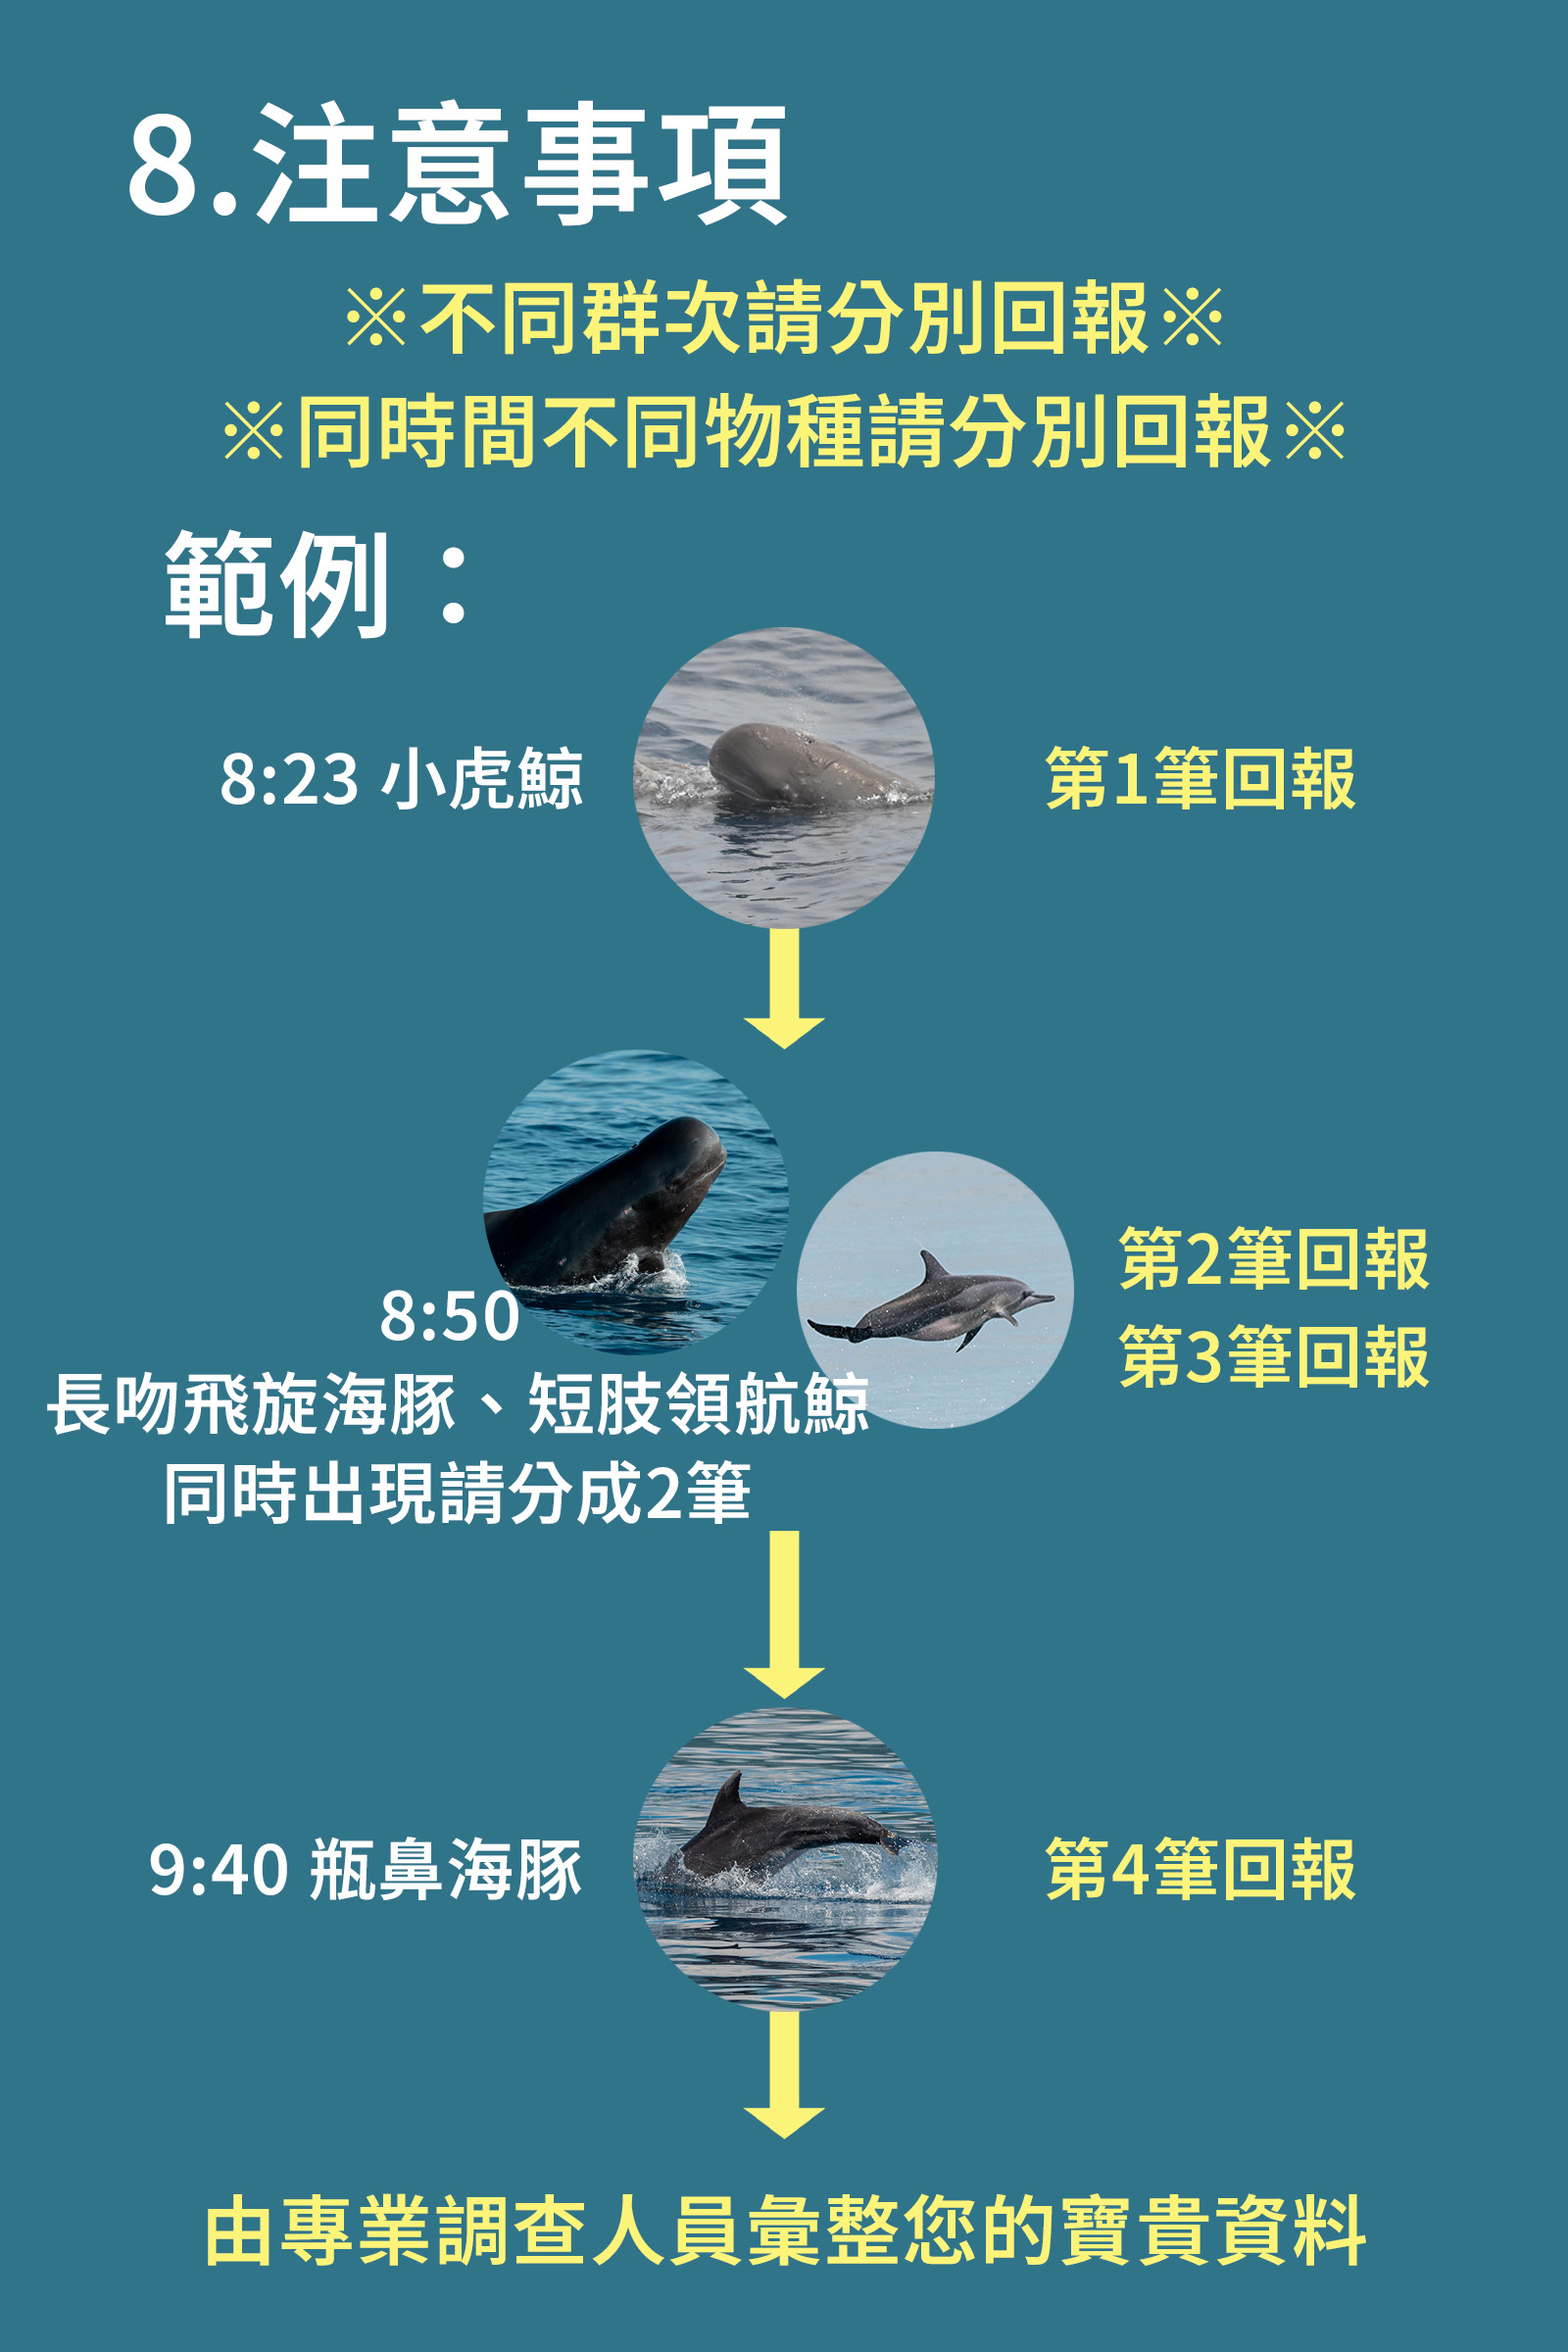 8.注意事項
※不同群次請分別回報※
※同時間不同物種請分別回報※
範例：
8:23 小虎鯨
第1筆回報
8:50
長吻飛旋海豚、短肢領航鯨
同時出現請分成2筆
第2筆回報
第3筆回報
9:40 瓶鼻海豚
第4筆回報
由專業調查人員彙整您的寶貴資料